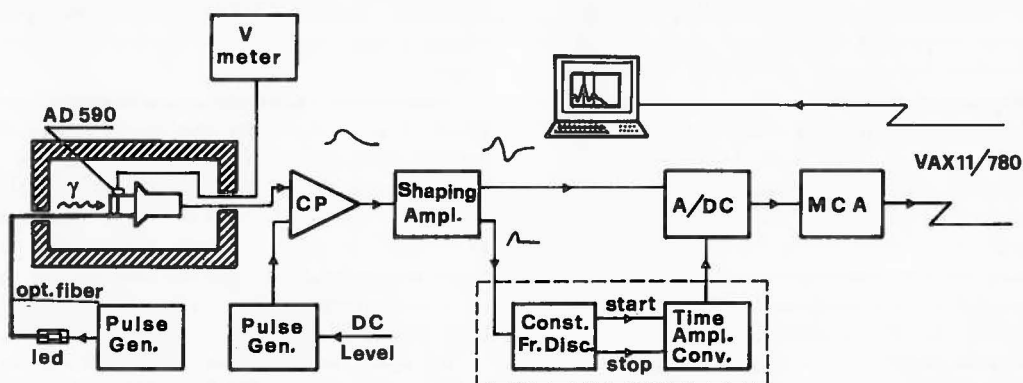 V
meter
AD 590
γ
CP
Shaping
Ampl.
A/DC
MCA
VAX11/780
opt.fiber
led
Pulse
Gen.
Pulse
Gen.
DC
Level
Const.
Fr.Disc.
start
stop
Time
Ampl.
Conv.